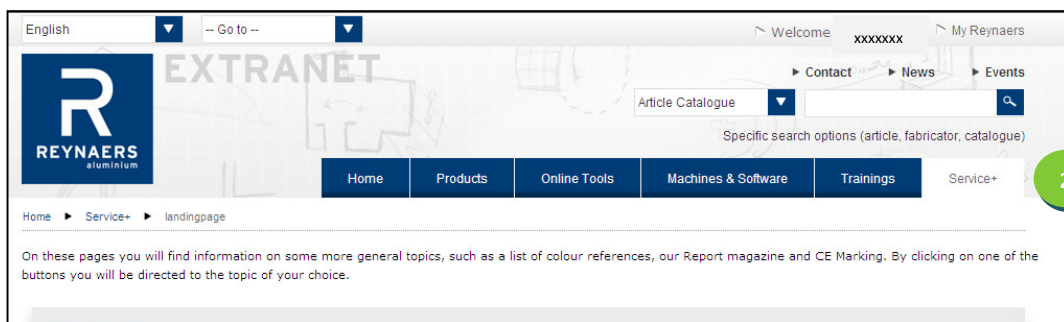 English -- Go to -- Welcome xxxxxxx My Reynaers
EXTRANET
Contact News Events
Article Catalogue
Specific search options (article, fabricator, catalogue)
REYNAERS
aluminium
Home Products Online Tools Machines & Software Trainings Service+ 2
Home Service+ landingpage
On these pages you will find information on some more general topics, such as a list of colour references, our Report magazine and CE Marking. By clicking on one of the
buttons you will be directed to the topic of your choice.